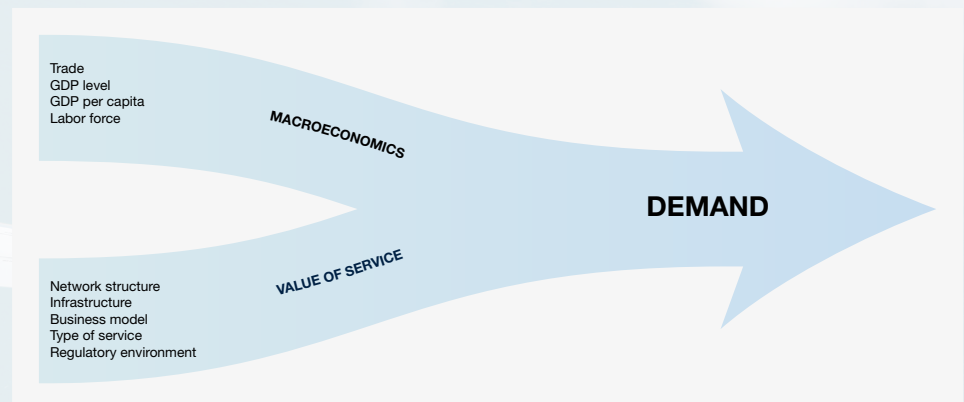 Trade
GDP level
GDP per capita
Labor force
MACROECONOMICS
DEMAND
VALUE OF SERVICE
Network structure
Infrastructure
Business model
Type of service
Regulatory environment